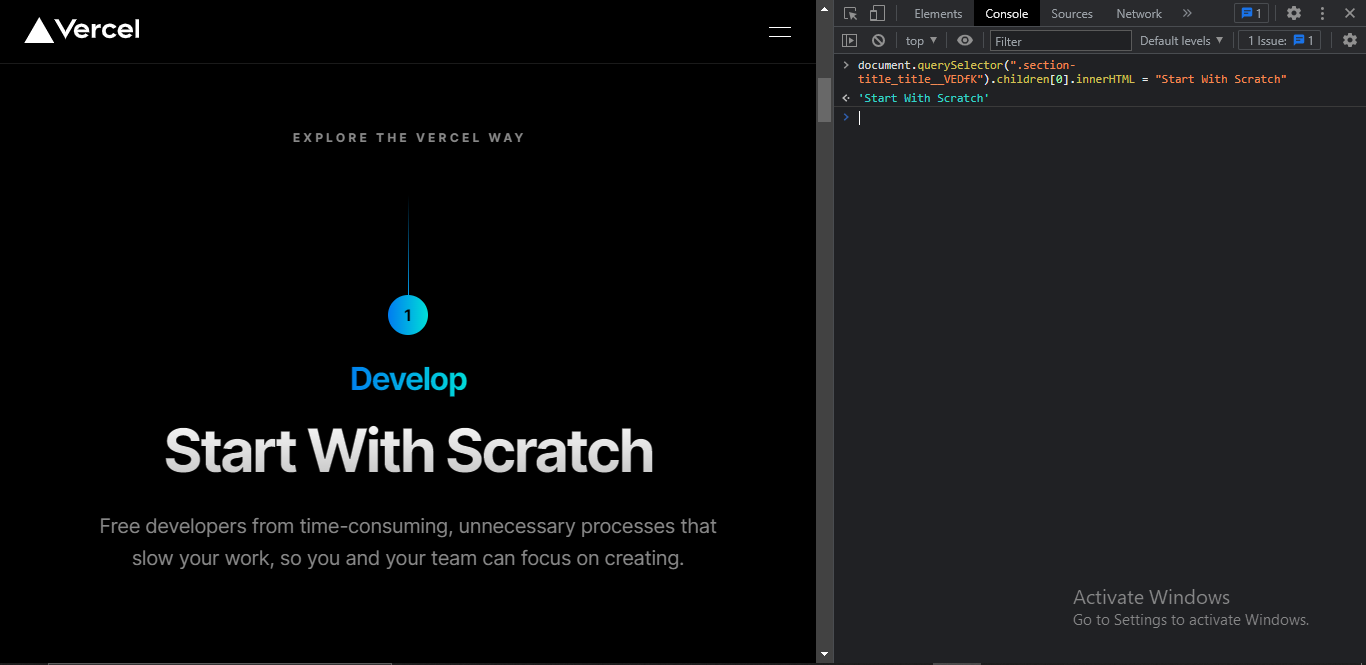 Vercel
EXPLORE THE VERCEL WAY
1
Develop
Start With Scratch
Free developers from time-consuming, unnecessary processes that
slow your work, so you and your team can focus on creating.
Elements Console Sources Network » 1
top Filter Default levels 1 Issue: 1
document.querySelector(".section-
title_title__VEDfK").children[0].innerHTML = "Start With Scratch"
'Start With Scratch'
Activate Windows
Go to Settings to activate Windows.